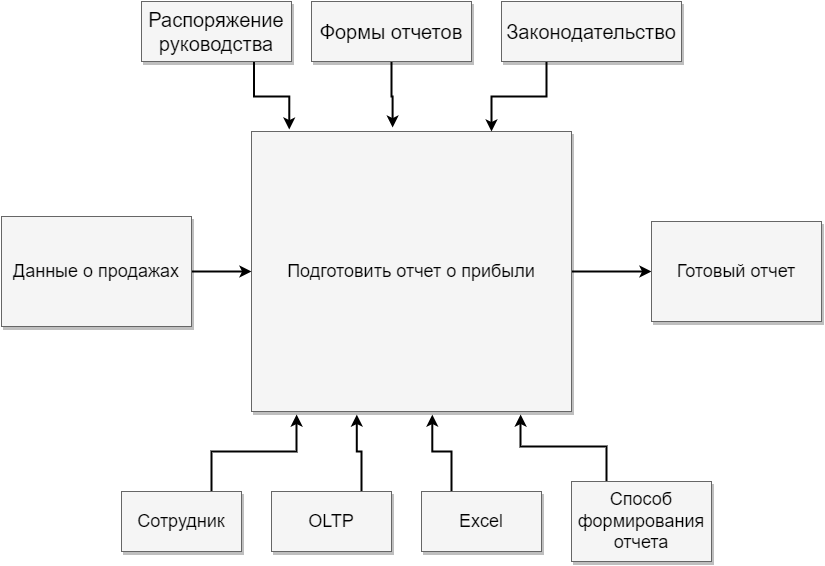 Распоряжение
руководства
Формы отчетов
Законодательство
Данные о продажах
Подготовить отчет о прибыли
Готовый отчет
Сотрудник
OLTP
Excel
Способ
формирования
отчета